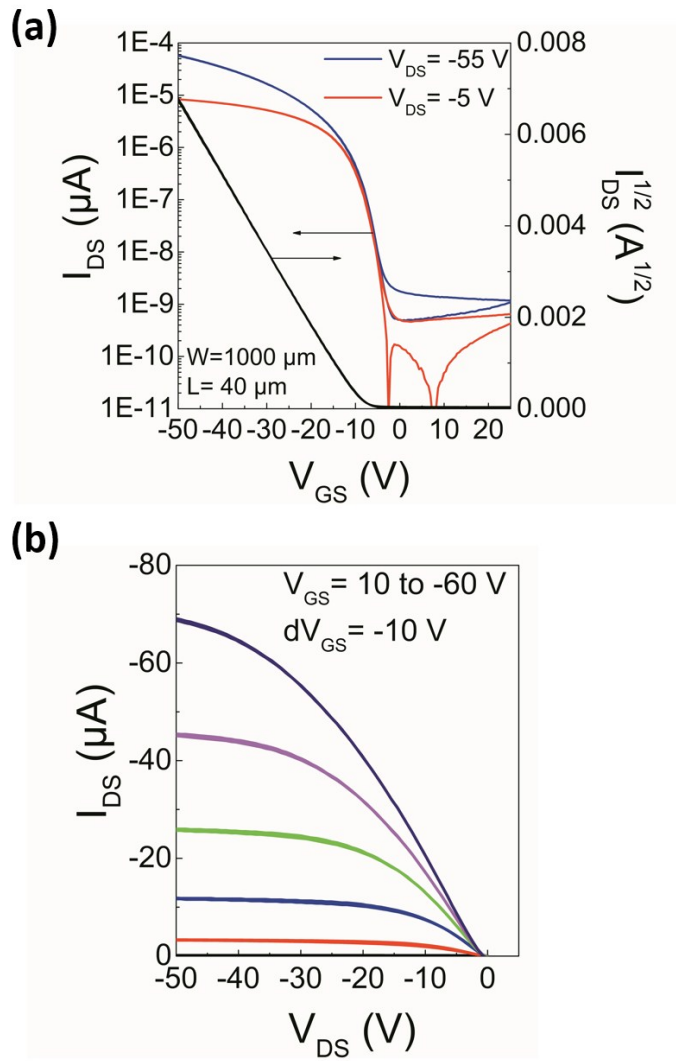 (a)
1E-4
1E-5
1E-6
1E-7
1E-8
1E-9
1E-10
1E-11
I_DS (µA)
V_DS= -55 V
V_DS= -5 V
W=1000 µm
L= 40 µm
0.008
0.006
0.004
0.002
0.000
I_DS^1/2 (A^1/2)
-50 -40 -30 -20 -10 0 10 20
V_GS (V)
(b)
-80
-60
-40
-20
0
I_DS (µA)
V_GS= 10 to -60 V
dV_GS= -10 V
-50 -40 -30 -20 -10 0
V_DS (V)